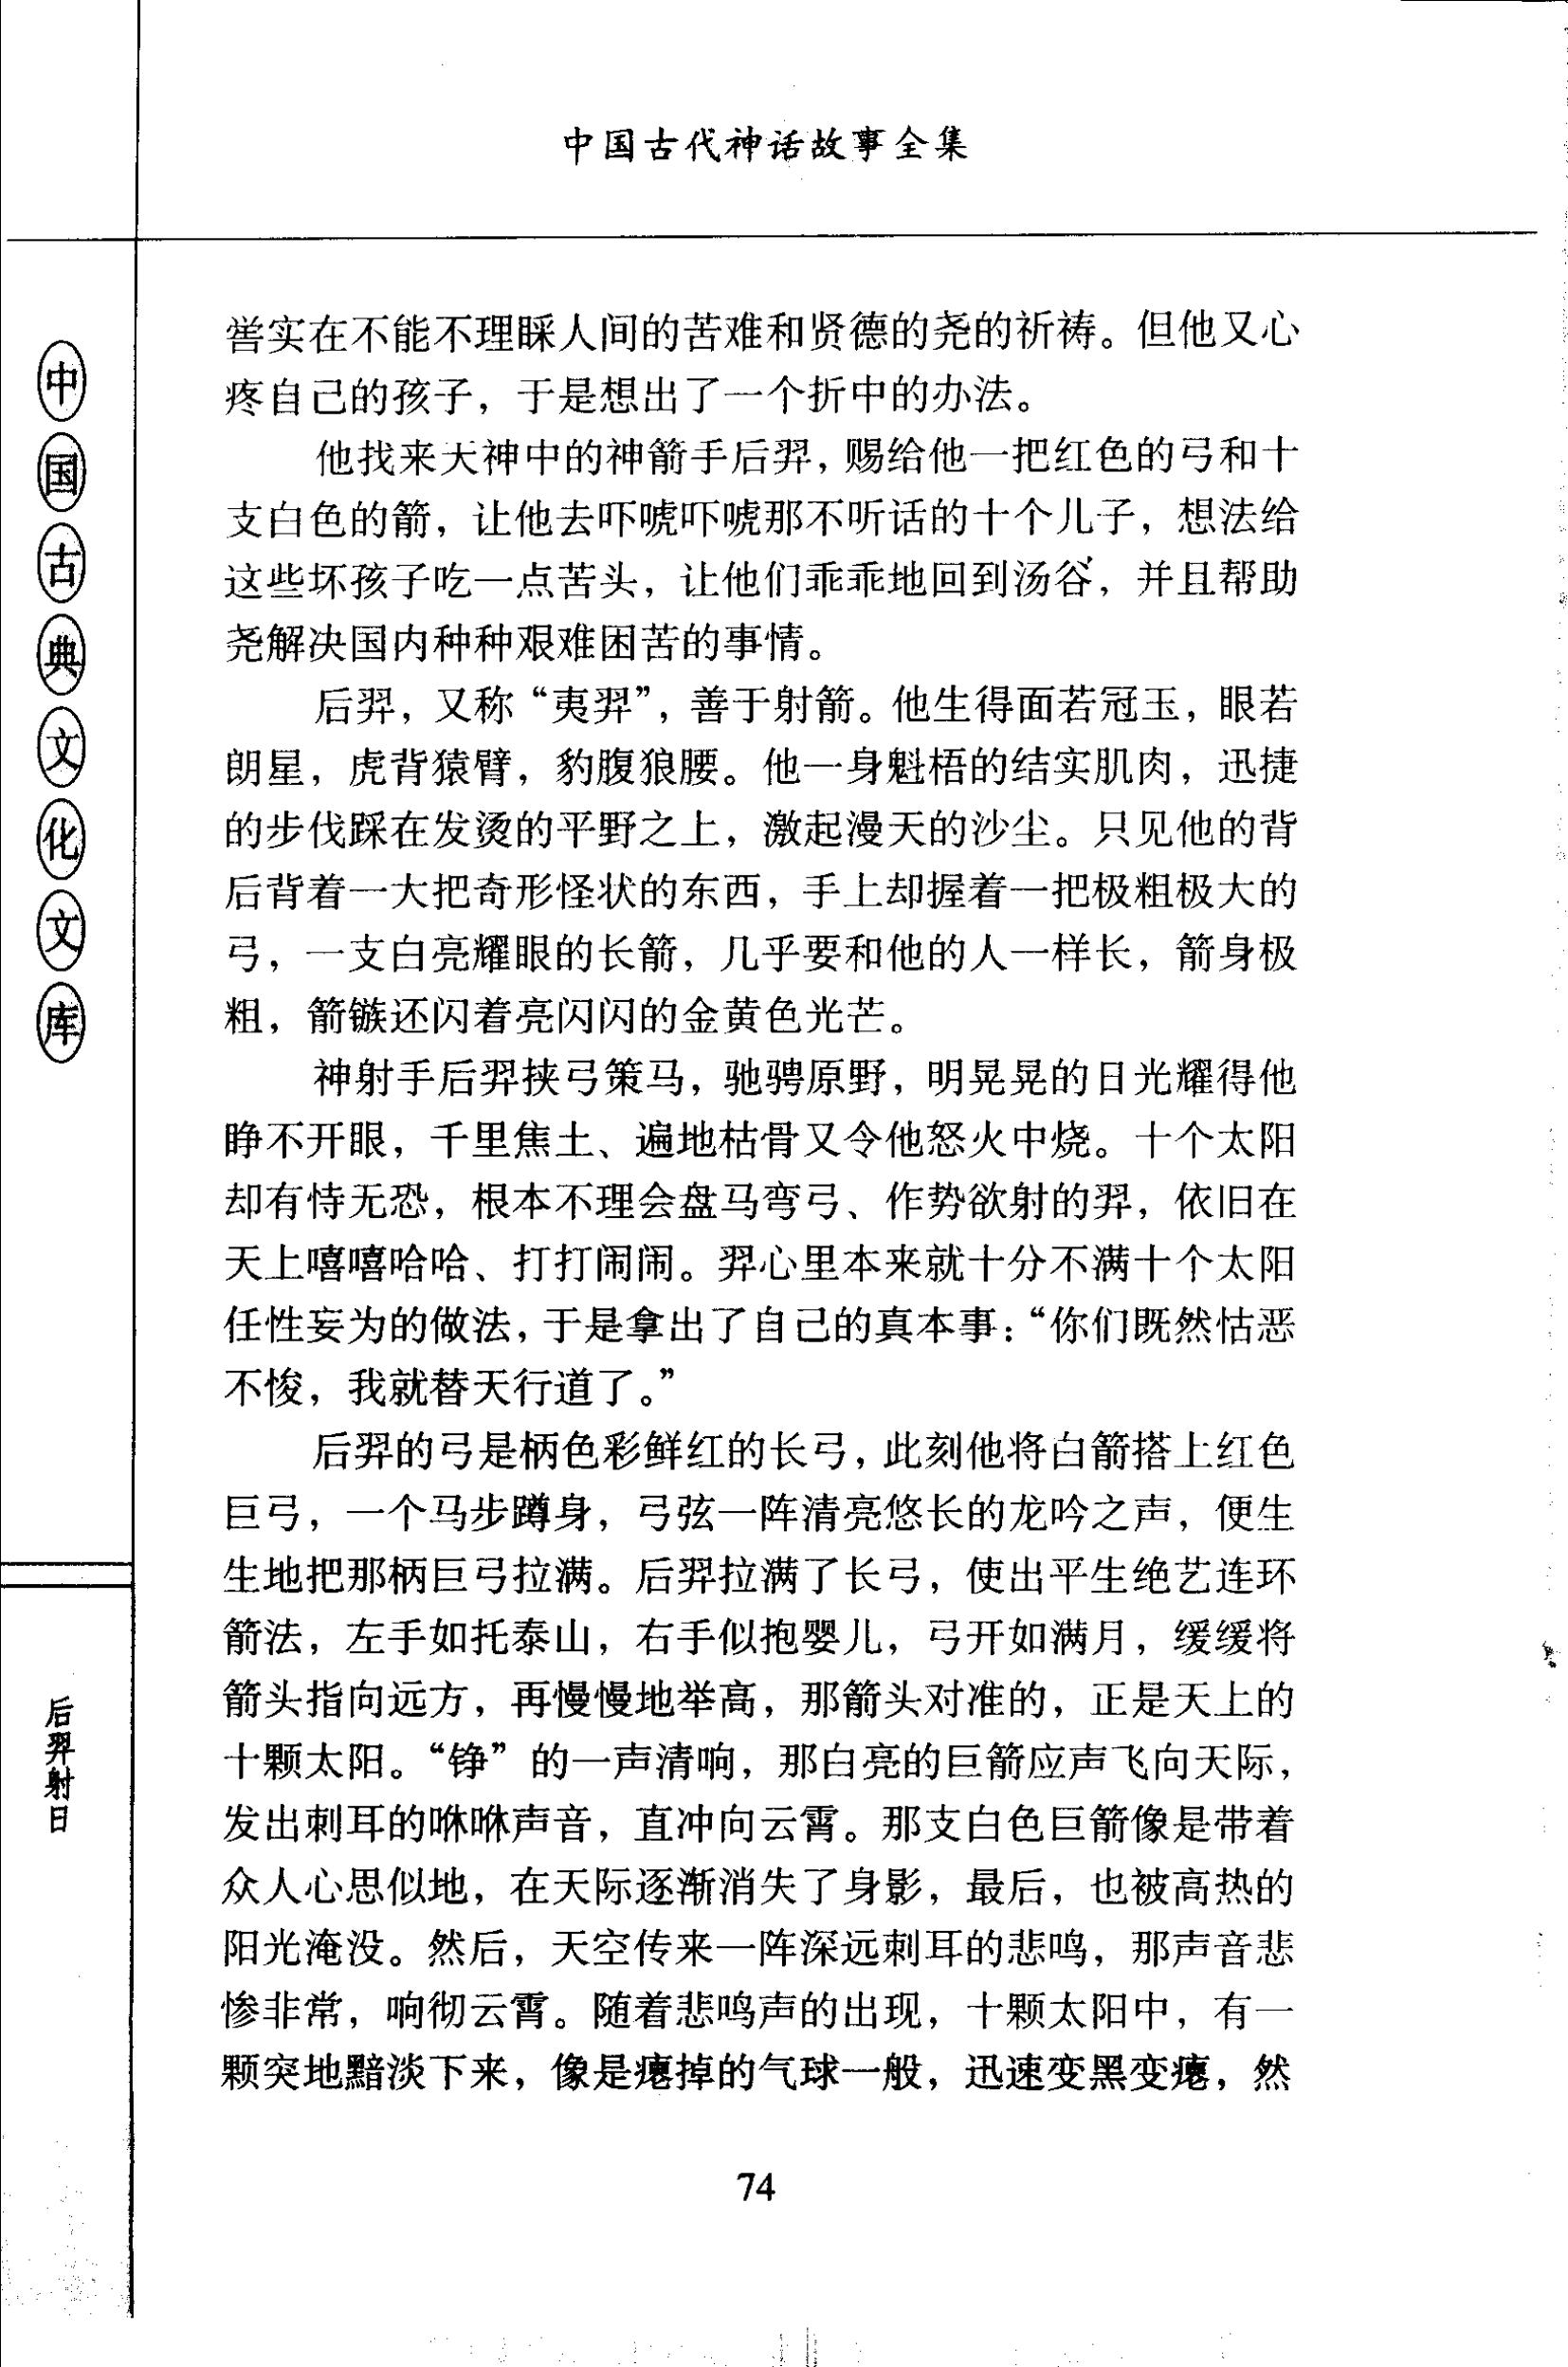 中国古代神话故事全集
中国古典文化文库
后羿射日
喾实在不能不理睬人间的苦难和贤德的尧的祈祷。但他又心
疼自己的孩子，于是想出了一个折中的办法。
他找来天神中的神箭手后羿，赐给他一把红色的弓和十
支白色的箭，让他去吓唬吓唬那不听话的十个儿子，想法给
这些坏孩子吃一点苦头，让他们乖乖地回到汤谷，并且帮助
尧解决国内种种艰难困苦的事情。
后羿，又称“夷羿”，善于射箭。他生得面若冠玉，眼若
朗星，虎背猿臂，豹腹狼腰。他一身魁梧的结实肌肉，迅捷
的步伐踩在发烫的平野之上，激起漫天的沙尘。只见他的背
后背着一大把奇形怪状的东西，手上却握着一把极粗极大的
弓，一支白亮耀眼的长箭，几乎要和他的人一样长，箭身极
粗，箭镞还闪着亮闪闪的金黄色光芒。
神射手后羿挟弓策马，驰骋原野，明晃晃的日光耀得他
睁不开眼，千里焦土、遍地枯骨又令他怒火中烧。十个太阳
却有恃无恐，根本不理会盘马弯弓、作势欲射的羿，依旧在
天上嘻嘻哈哈、打打闹闹。羿心里本来就十分不满十个太阳
任性妄为的做法，于是拿出了自己的真本事：“你们既然怙恶
不悛，我就替天行道了。”
后羿的弓是柄色彩鲜红的长弓，此刻他将白箭搭上红色
巨弓，一个马步蹲身，弓弦一阵清亮悠长的龙吟之声，便生
生地把那柄巨弓拉满。后羿拉满了长弓，使出平生绝艺连环
箭法，左手如托泰山，右手似抱婴儿，弓开如满月，缓缓将
箭头指向远方，再慢慢地举高，那箭头对准的，正是天上的
十颗太阳。“铮”的一声清响，那白亮的巨箭应声飞向天际，
发出刺耳的咻咻声音，直冲向云霄。那支白色巨箭像是带着
众人心思似地，在天际逐渐消失了身影，最后，也被高热的
阳光淹没。然后，天空传来一阵深远刺耳的悲鸣，那声音悲
惨非常，响彻云霄。随着悲鸣声的出现，十颗太阳中，有一
颗突地黯淡下来，像是瘪掉的气球一般，迅速变黑变瘪，然
74